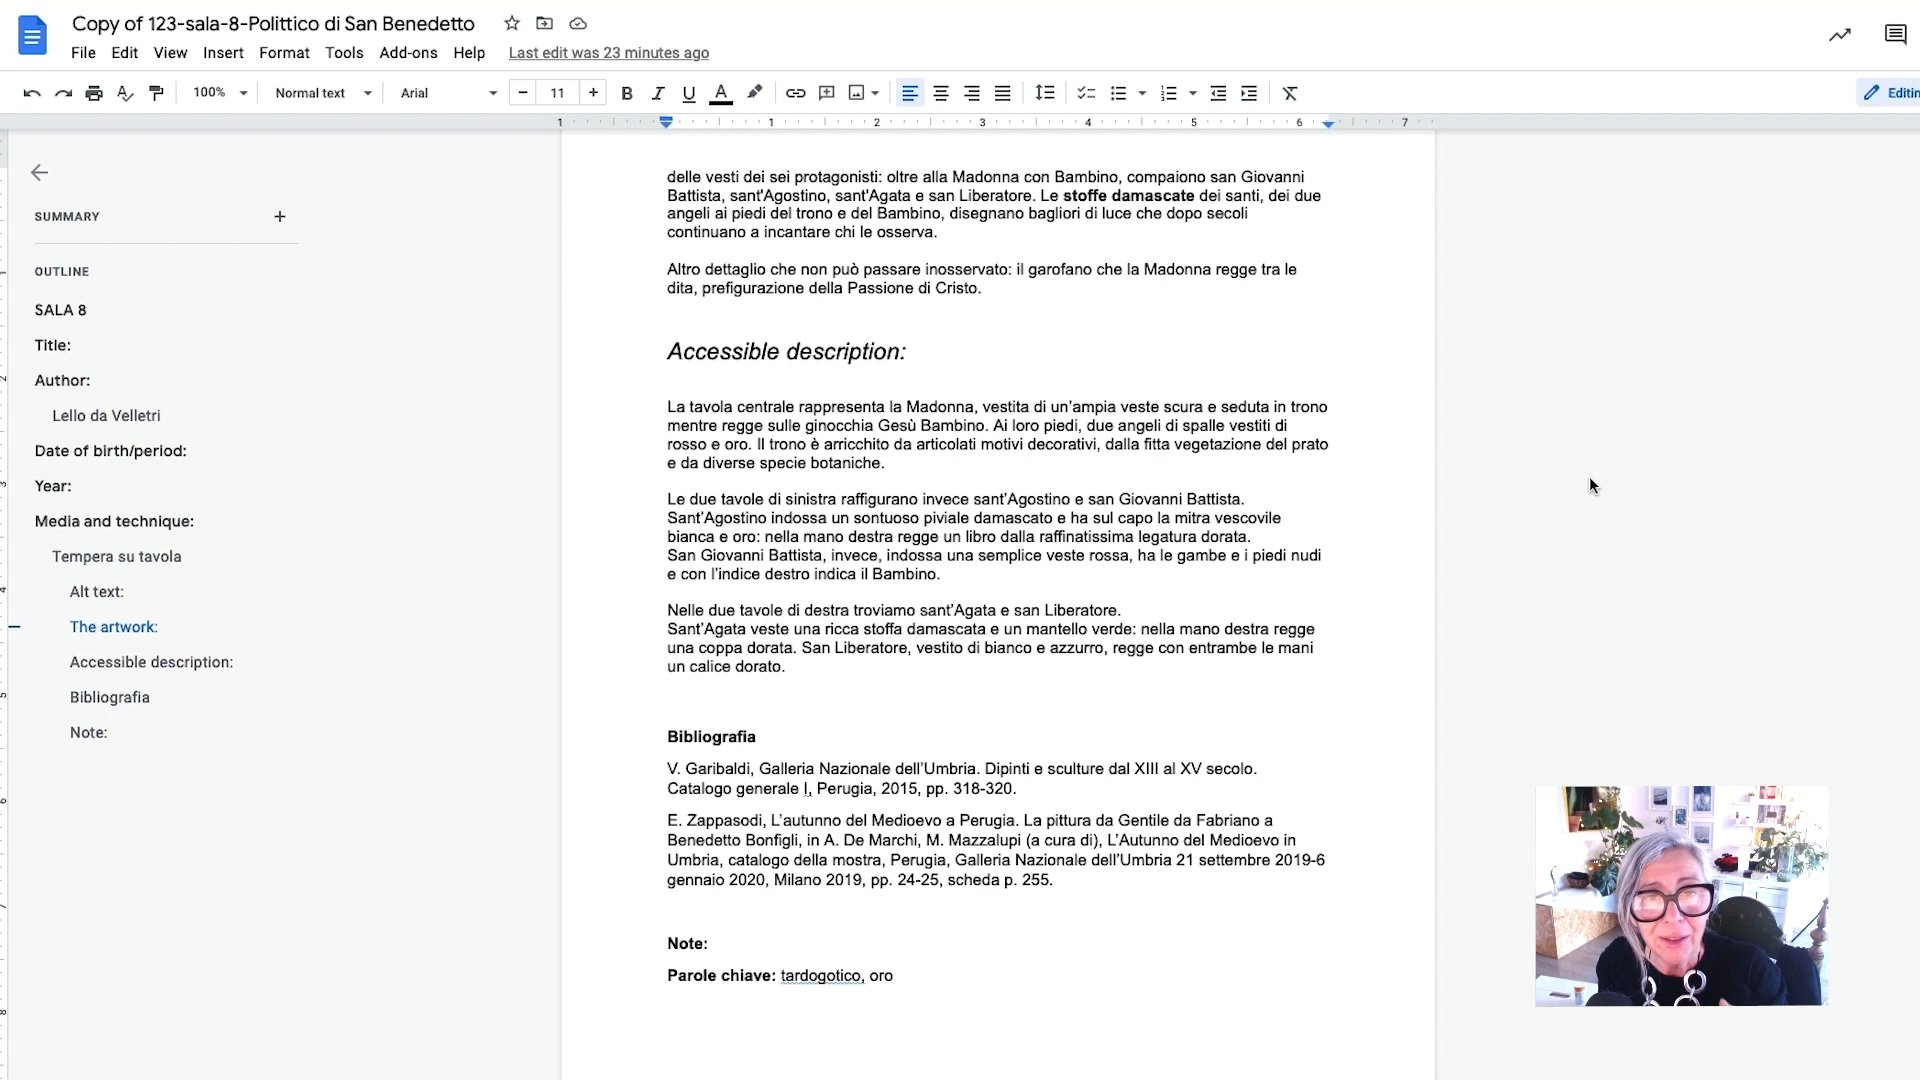 Copy of 123-sala-8-Polittico di San Benedetto
File Edit View Insert Format Tools Add-ons Help Last edit was 23 minutes ago
100% Normal text Arial 11 Editin
1 1 2 3 4 5 6 7
SUMMARY
OUTLINE
SALA 8
Title:
Author:
Lello da Velletri
Date of birth/period:
Year:
Media and technique:
Tempera su tavola
Alt text:
The artwork:
Accessible description:
Bibliografia
Note:
delle vesti dei sei protagonisti: oltre alla Madonna con Bambino, compaiono san Giovanni
Battista, sant'Agostino, sant'Agata e san Liberatore. Le stoffe damascate dei santi, dei due
angeli ai piedi del trono e del Bambino, disegnano bagliori di luce che dopo secoli
continuano a incantare chi le osserva.
Altro dettaglio che non può passare inosservato: il garofano che la Madonna regge tra le
dita, prefigurazione della Passione di Cristo.
Accessible description:
La tavola centrale rappresenta la Madonna, vestita di un'ampia veste scura e seduta in trono
mentre regge sulle ginocchia Gesù Bambino. Ai loro piedi, due angeli di spalle vestiti di
rosso e oro. Il trono è arricchito da articolati motivi decorativi, dalla fitta vegetazione del prato
e da diverse specie botaniche.
Le due tavole di sinistra raffigurano invece sant'Agostino e san Giovanni Battista.
Sant'Agostino indossa un sontuoso piviale damascato e ha sul capo la mitra vescovile
bianca e oro: nella mano destra regge un libro dalla raffinatissima legatura dorata.
San Giovanni Battista, invece, indossa una semplice veste rossa, ha le gambe e i piedi nudi
e con l'indice destro indica il Bambino.
Nelle due tavole di destra troviamo sant'Agata e san Liberatore.
Sant'Agata veste una ricca stoffa damascata e un mantello verde: nella mano destra regge
una coppa dorata. San Liberatore, vestito di bianco e azzurro, regge con entrambe le mani
un calice dorato.
Bibliografia
V. Garibaldi, Galleria Nazionale dell'Umbria. Dipinti e sculture dal XIII al XV secolo.
Catalogo generale I, Perugia, 2015, pp. 318-320.
E. Zappasodi, L'autunno del Medioevo a Perugia. La pittura da Gentile da Fabriano a
Benedetto Bonfigli, in A. De Marchi, M. Mazzalupi (a cura di), L'Autunno del Medioevo in
Umbria, catalogo della mostra, Perugia, Galleria Nazionale dell'Umbria 21 settembre 2019-6
gennaio 2020, Milano 2019, pp. 24-25, scheda p. 255.
Note:
Parole chiave: tardogotico, oro